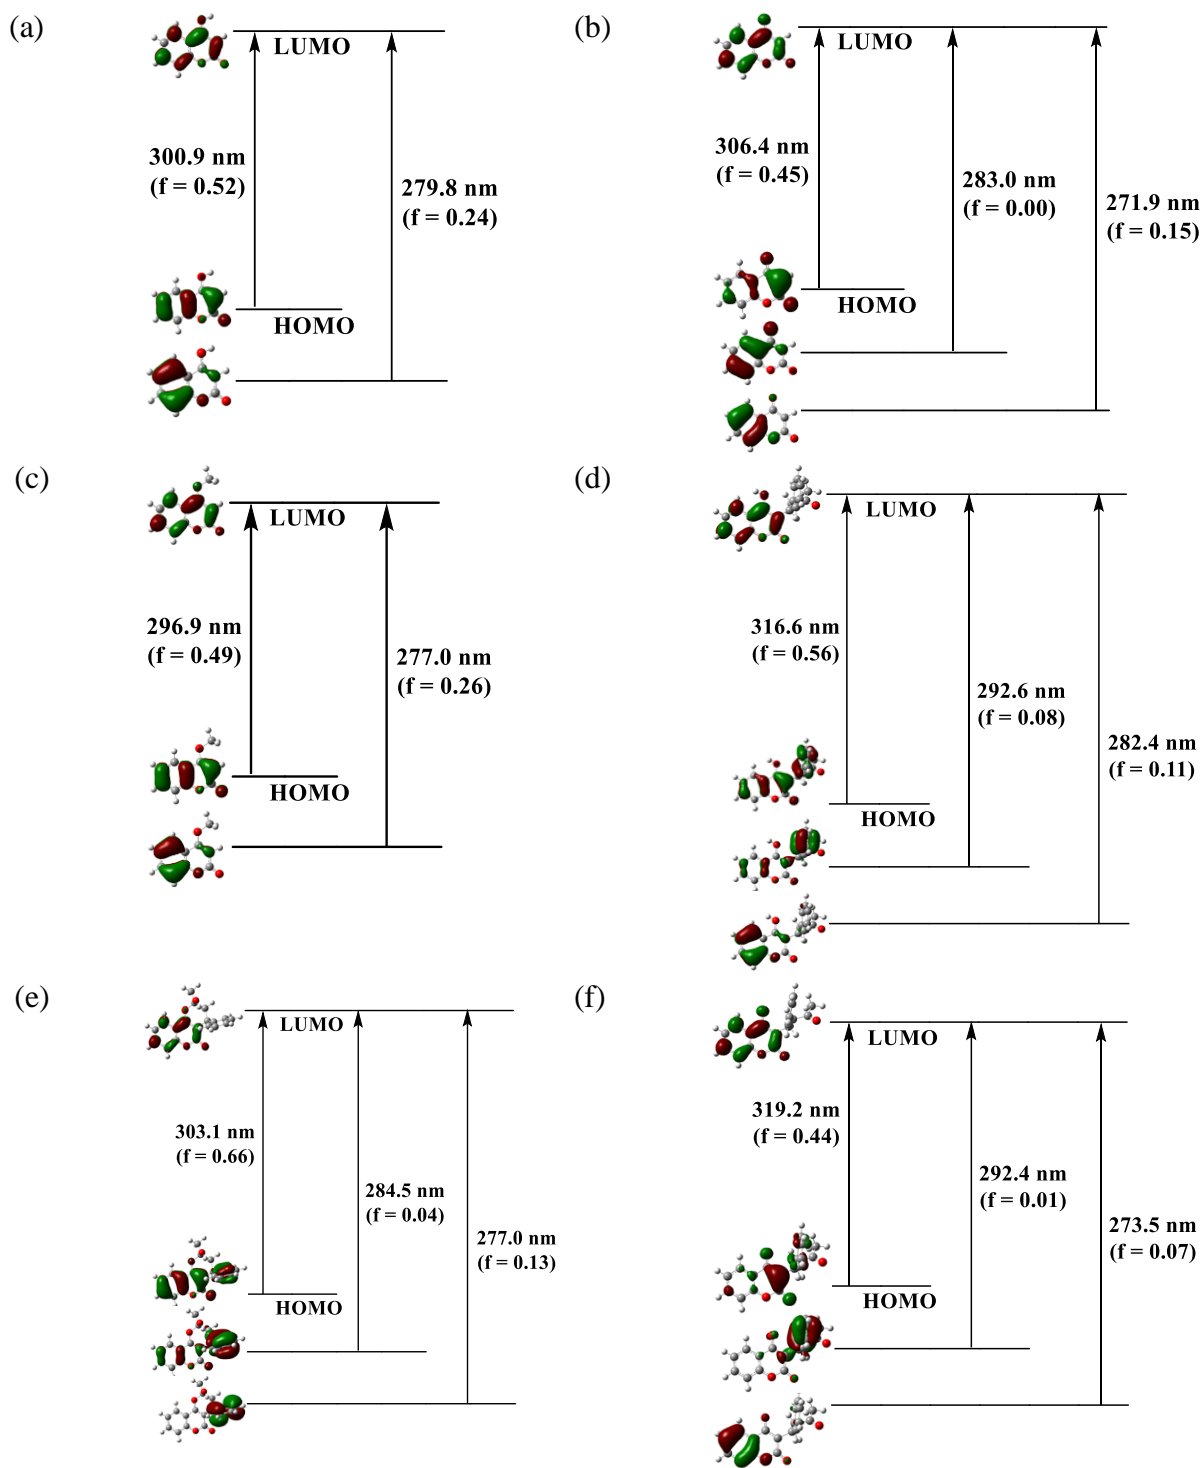 (a)
LUMO
300.9 nm
(f = 0.52)
279.8 nm
(f = 0.24)
HOMO
(b)
LUMO
306.4 nm
(f = 0.45)
283.0 nm
(f = 0.00)
271.9 nm
(f = 0.15)
HOMO
(c)
LUMO
296.9 nm
(f = 0.49)
277.0 nm
(f = 0.26)
HOMO
(d)
LUMO
316.6 nm
(f = 0.56)
292.6 nm
(f = 0.08)
282.4 nm
(f = 0.11)
HOMO
(e)
LUMO
303.1 nm
(f = 0.66)
284.5 nm
(f = 0.04)
277.0 nm
(f = 0.13)
HOMO
(f)
LUMO
319.2 nm
(f = 0.44)
292.4 nm
(f = 0.01)
273.5 nm
(f = 0.07)
HOMO